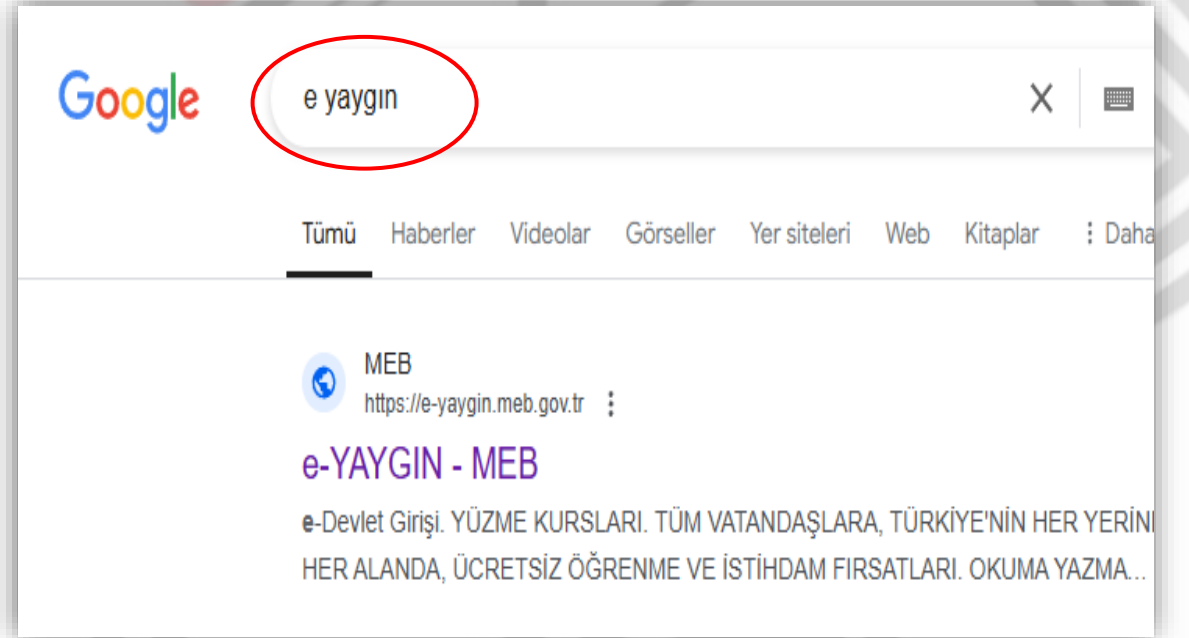 Google
e yaygın
Tümü Haberler Videolar Görseller Yer siteleri Web Kitaplar Daha
MEB
https://e-yaygin.meb.gov.tr
e-YAYGIN - MEB
e-Devlet Girişi. YÜZME KURSLARI. TÜM VATANDAŞLARA, TÜRKİYE'NİN HER
HER ALANDA, ÜCRETSİZ ÖĞRENME VE İSTİHDAM FIRSATLARI. OKUMA YAZMA...